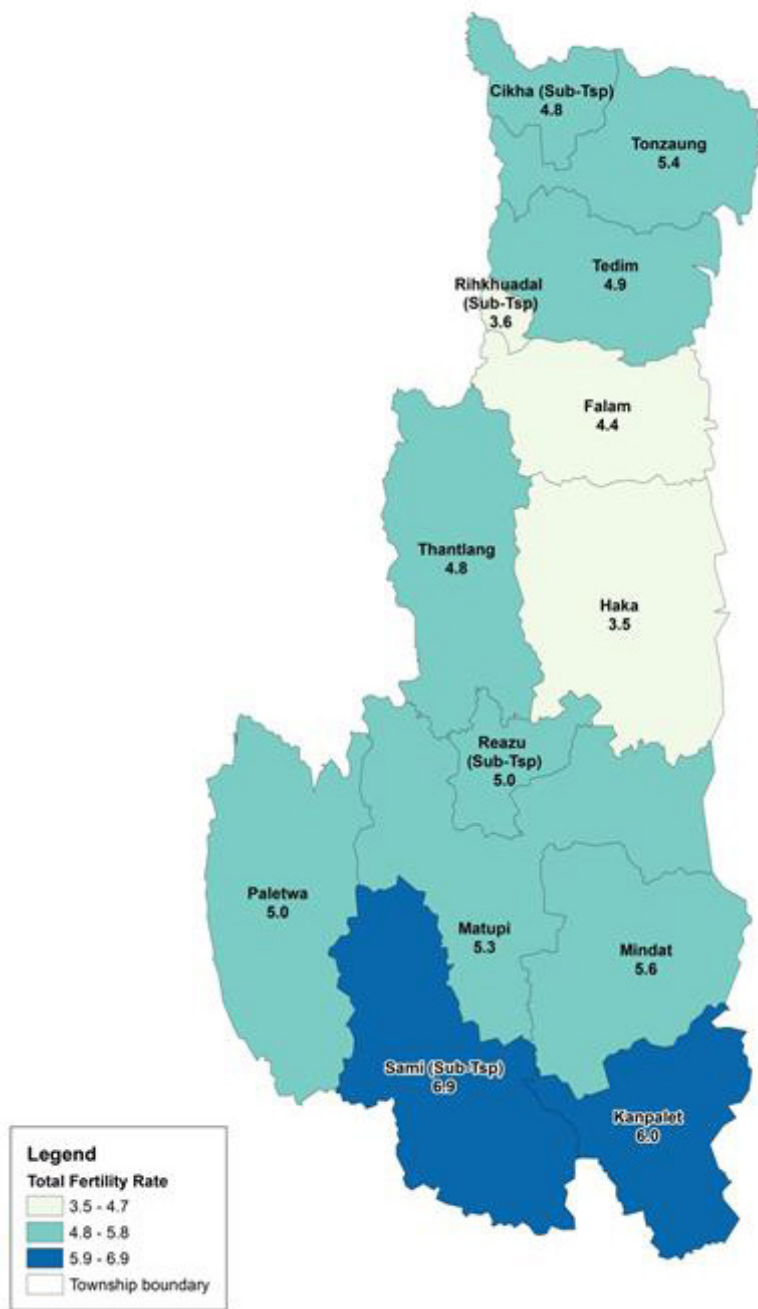 Cikha (Sub-Tsp)
4.8
Tonzaung
5.4
Tedim
4.9
Rihkhuadal
(Sub-Tsp)
3.6
Falam
4.4
Thantlang
4.8
Haka
3.5
Reazu
(Sub-Tsp)
5.0
Paletwa
5.0
Matupi
5.3
Mindat
5.6
Sami (Sub-Tsp)
6.9
Kanpalet
6.0
Legend
Total Fertility Rate
3.5 - 4.7
4.8 - 5.8
5.9 - 6.9
Township boundary